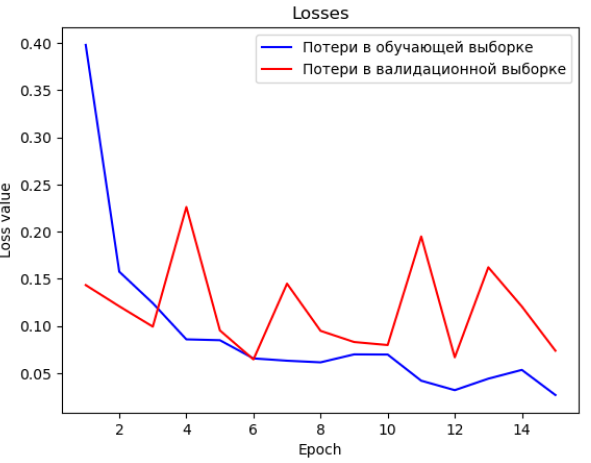 Losses
Потери в обучающей выборке
Потери в валидационной выборке
0.40
0.35
0.30
0.25
0.20
0.15
0.10
0.05
Loss value
2 4 6 8 10 12 14
Epoch